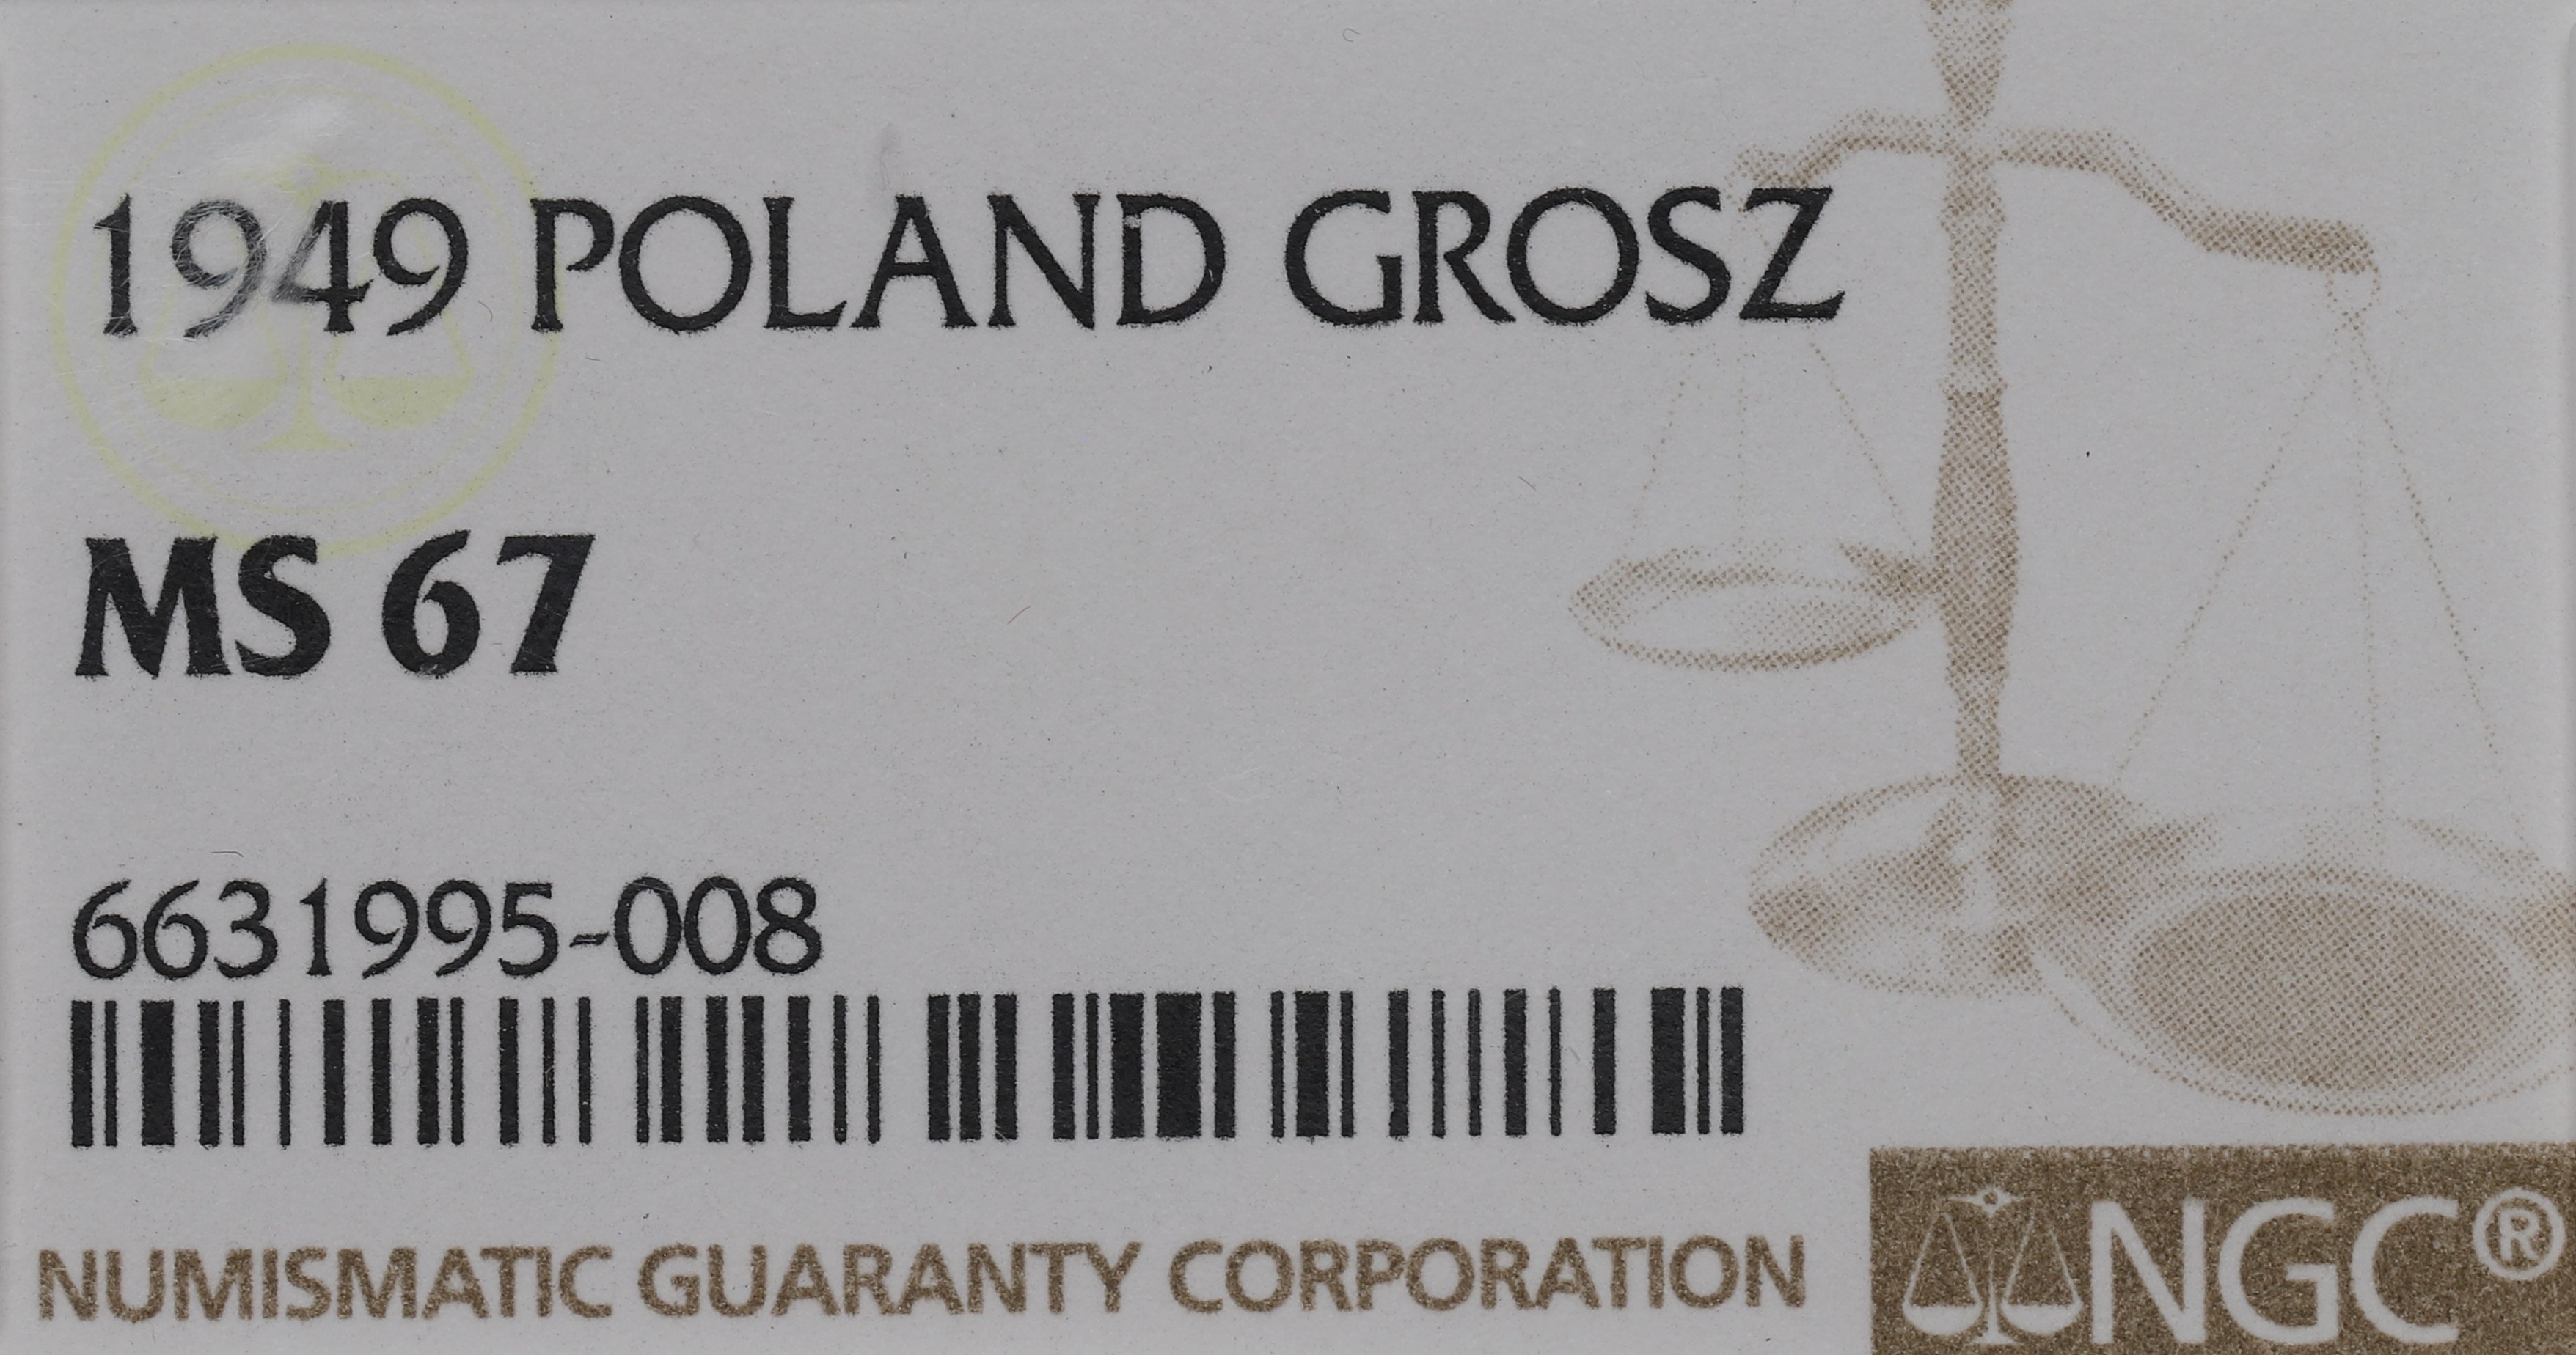 1949 POLAND GROSZ
MS 67
6631995-008
NUMISMATIC GUARANTY CORPORATION
NGC®